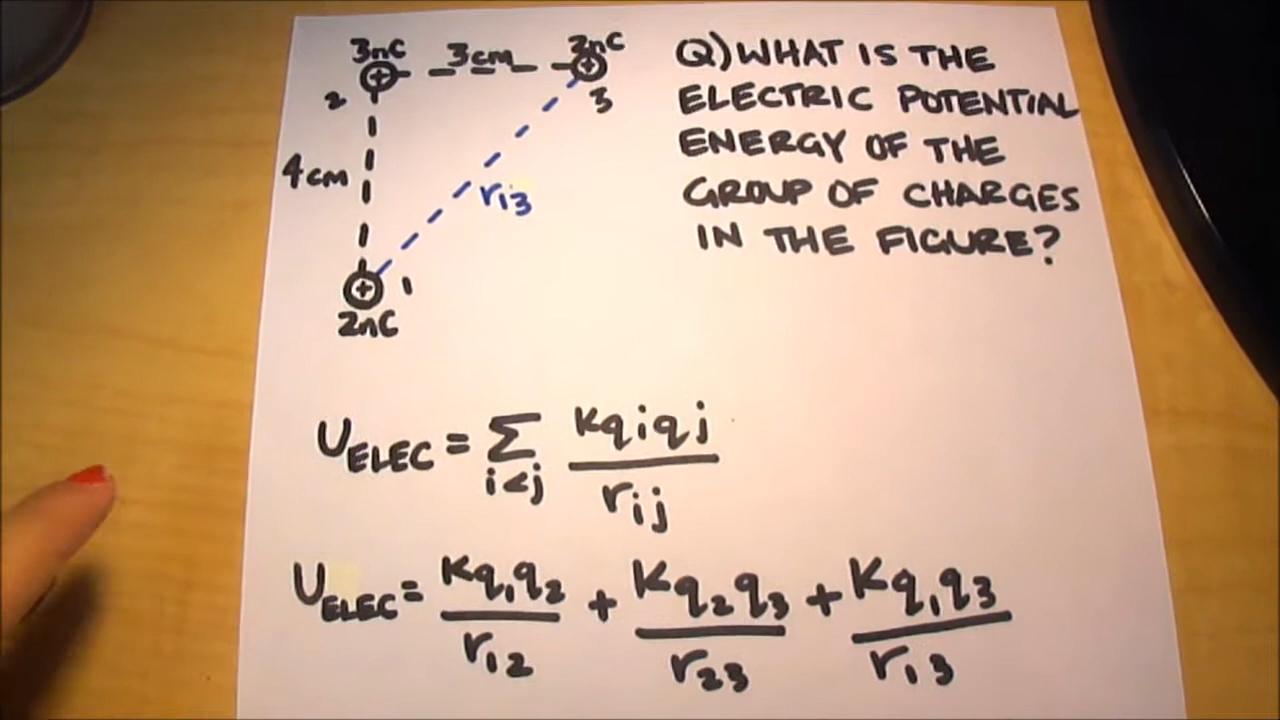 3nC
3cm
2nC
2
3
4cm
r13
1
2nC
Q) WHAT IS THE
ELECTRIC POTENTIAL
ENERGY OF THE
GROUP OF CHARGES
IN THE FIGURE?
UELEC = Σ i<j kqiqj / rij
UELEC = kq1q2 / r12 + kq2q3 / r23 + kq1q3 / r13